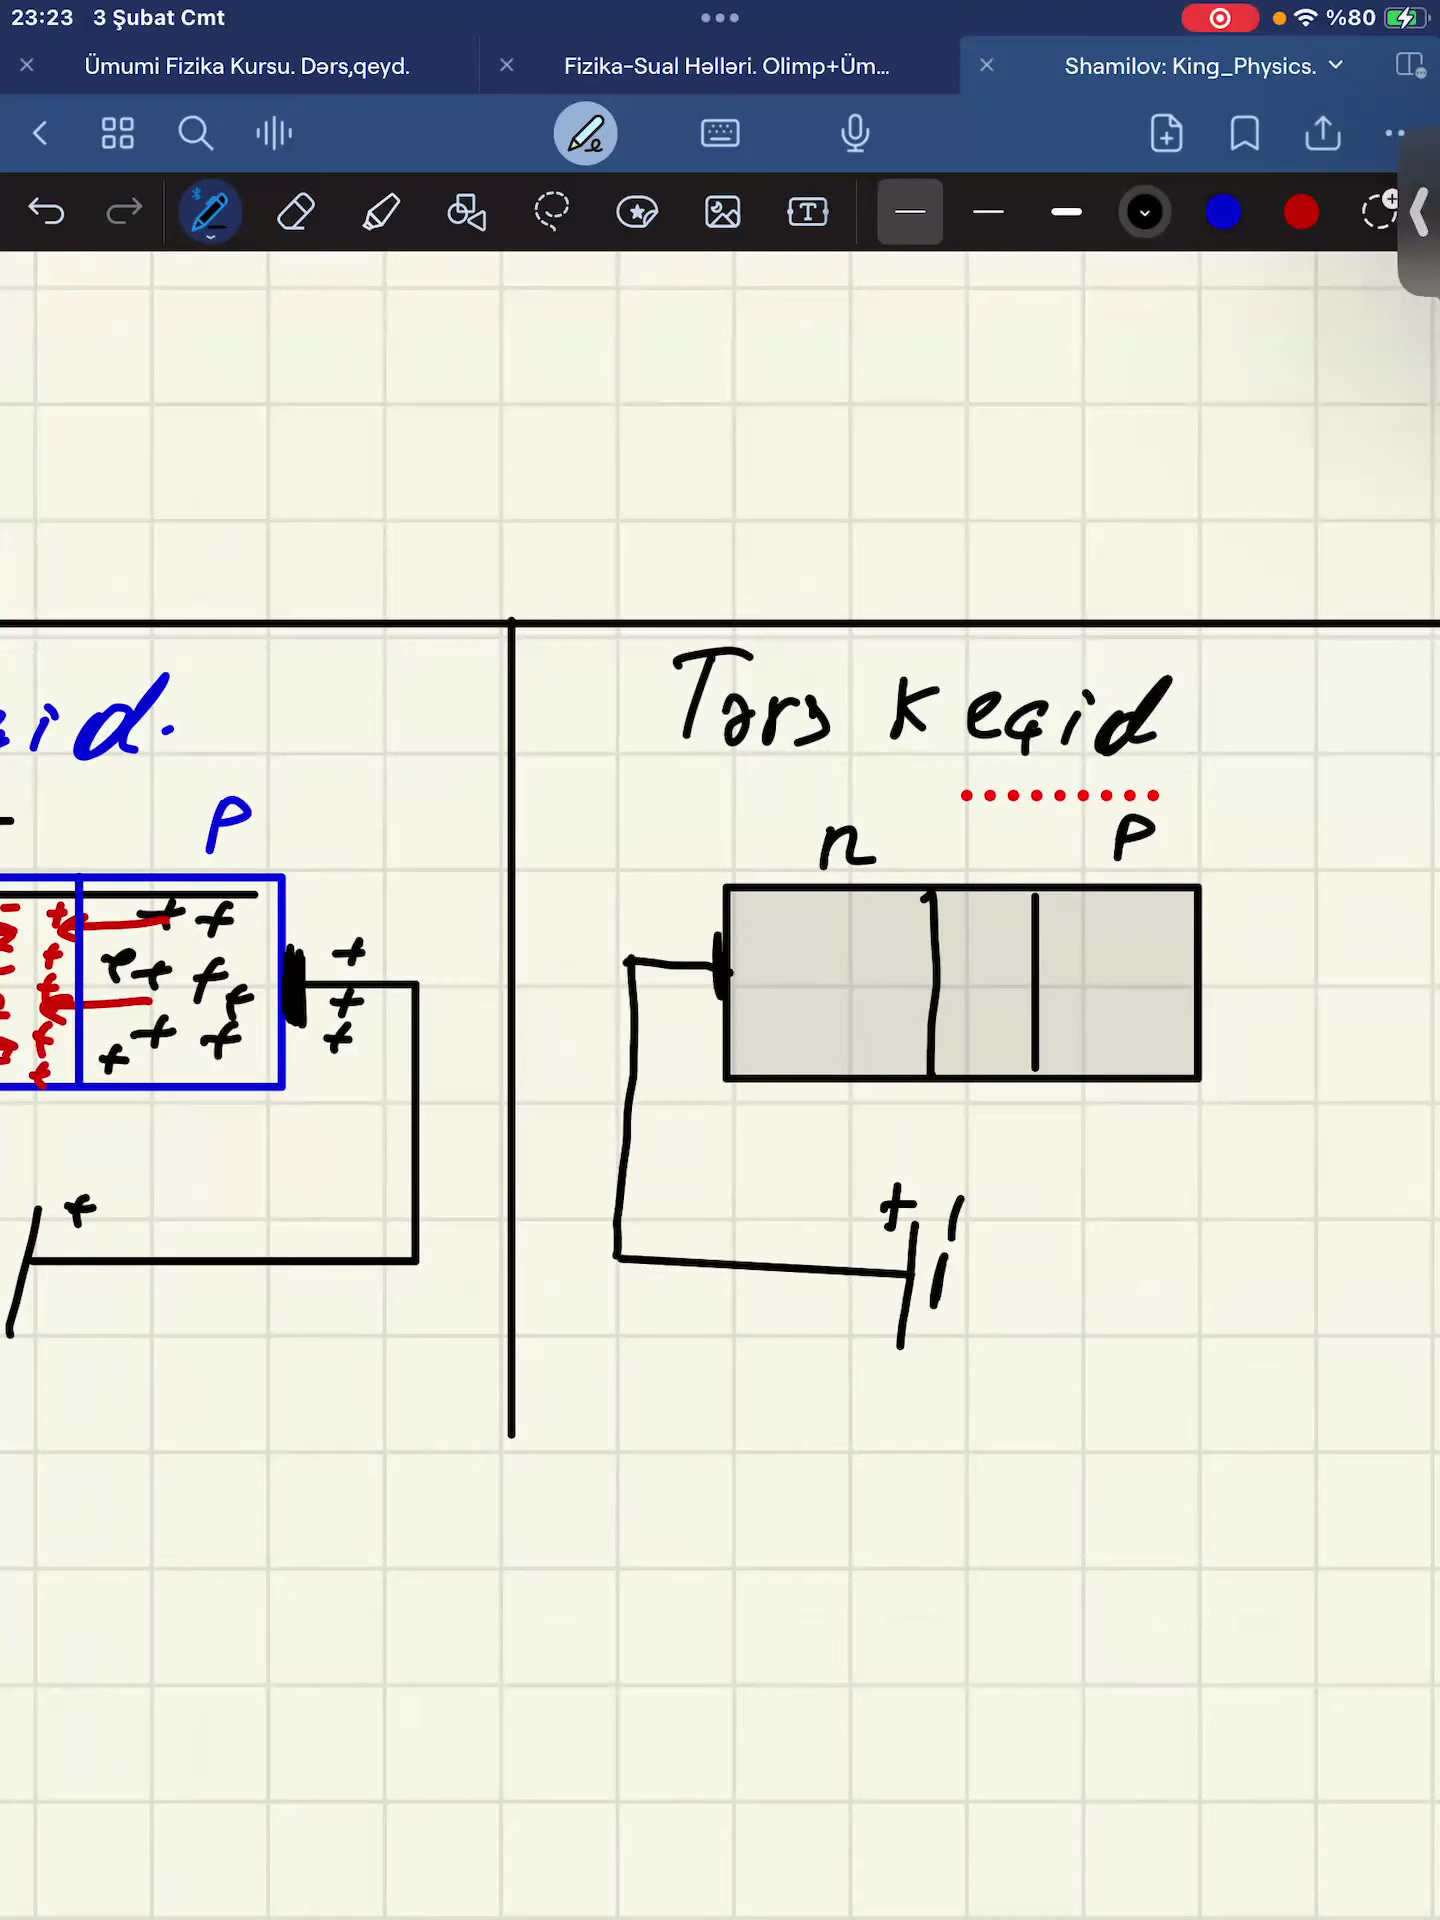 23:23 3 Şubat Cmt %80
Ümumi Fizika Kursu. Dərs,qeyd.
Fizika-Sual Həlləri. Olimp+Üm...
Shamilov: King_Physics.
çid.
Tərs keçid
P
n P
+ +
+ + +
+ + +
+
+
+
+ +